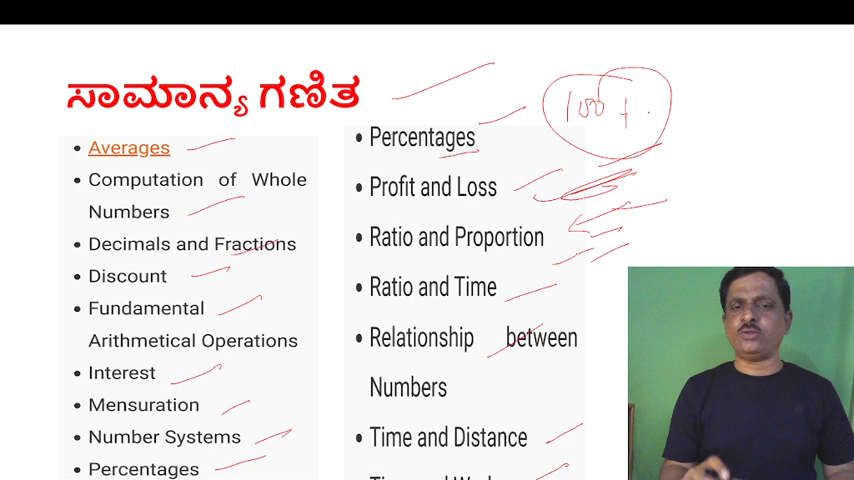 ಸಾಮಾನ್ಯ ಗಣಿತ
100 +
• Averages
• Computation of Whole
Numbers
• Decimals and Fractions
• Discount
• Fundamental
Arithmetical Operations
• Interest
• Mensuration
• Number Systems
• Percentages
• Percentages
• Profit and Loss
• Ratio and Proportion
• Ratio and Time
• Relationship between
Numbers
• Time and Distance